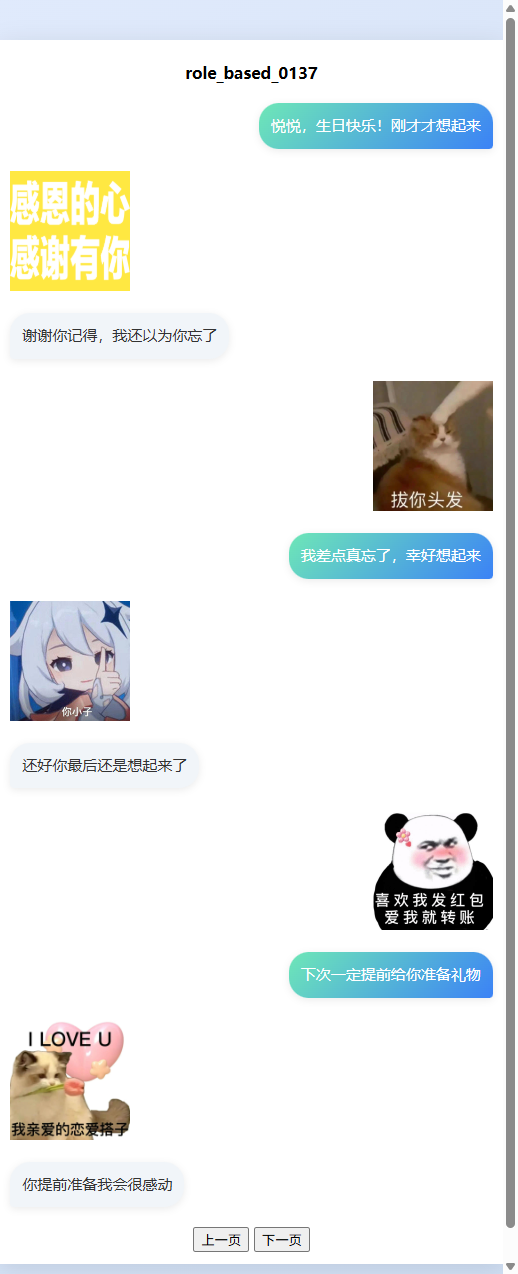 role_based_0137
悦悦，生日快乐！刚才才想起来
感恩的心
感谢有你
谢谢你记得，我还以为你忘了
拔你头发
我差点真忘了，幸好想起来
你小子
还好你最后还是想起来了
喜欢我发红包
爱我就转账
下次一定提前给你准备礼物
I LOVE U
我亲爱的恋爱搭子
你提前准备我会很感动
上一页 下一页